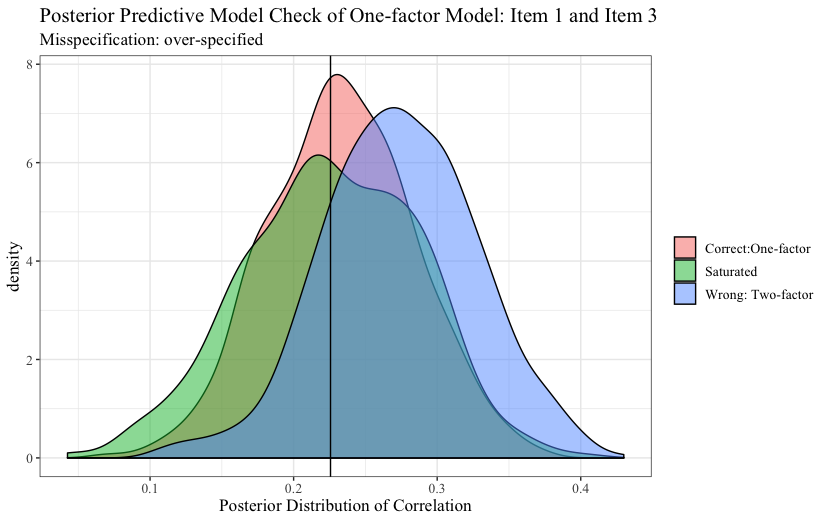 Posterior Predictive Model Check of One-factor Model: Item 1 and Item 3
Misspecification: over-specified
8
6
4
2
0
density
0.1 0.2 0.3 0.4
Posterior Distribution of Correlation
Correct:One-factor
Saturated
Wrong: Two-factor